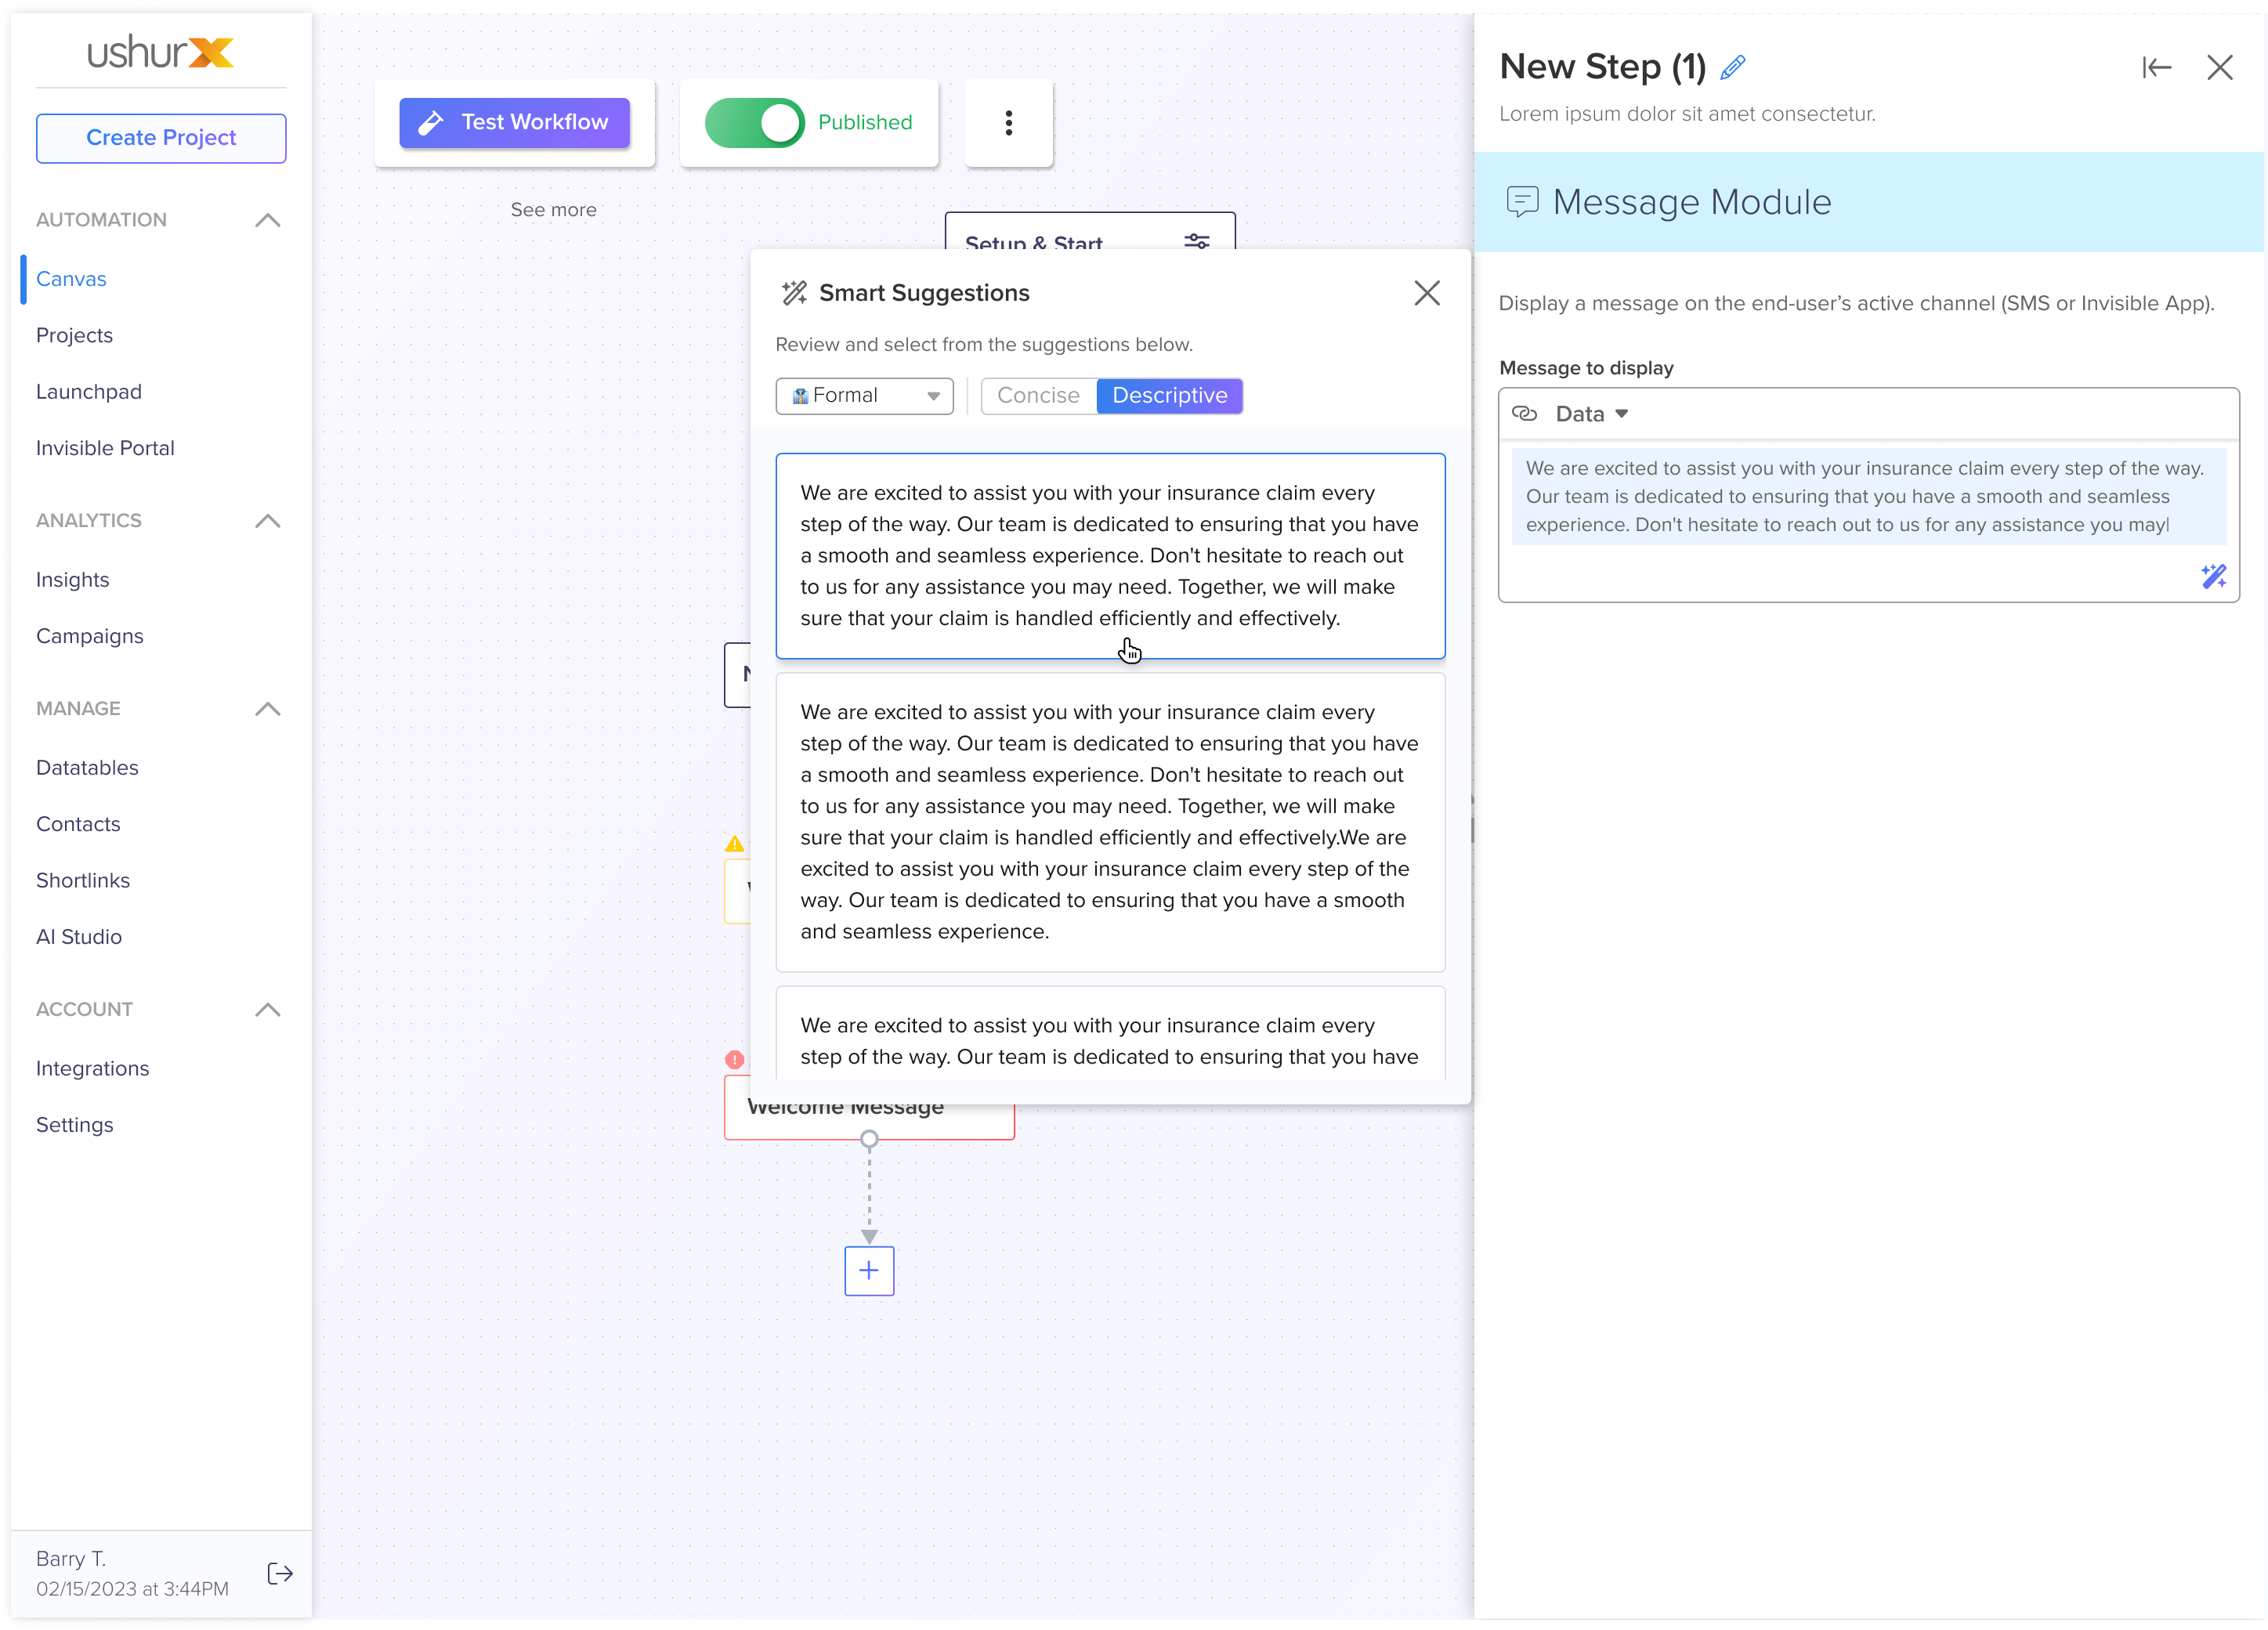 ushur
Create Project
AUTOMATION
Canvas
Projects
Launchpad
Invisible Portal
ANALYTICS
Insights
Campaigns
MANAGE
Datatables
Contacts
Shortlinks
AI Studio
ACCOUNT
Integrations
Settings
Barry T.
02/15/2023 at 3:44PM
Test Workflow
Published
See more
Setup & Start
Smart Suggestions
Review and select from the suggestions below.
Formal
Concise
Descriptive
We are excited to assist you with your insurance claim every
step of the way. Our team is dedicated to ensuring that you have
a smooth and seamless experience. Don't hesitate to reach out
to us for any assistance you may need. Together, we will make
sure that your claim is handled efficiently and effectively.
We are excited to assist you with your insurance claim every
step of the way. Our team is dedicated to ensuring that you have
a smooth and seamless experience. Don't hesitate to reach out
to us for any assistance you may need. Together, we will make
sure that your claim is handled efficiently and effectively.We are
excited to assist you with your insurance claim every step of the
way. Our team is dedicated to ensuring that you have a smooth
and seamless experience.
We are excited to assist you with your insurance claim every
step of the way. Our team is dedicated to ensuring that you have
Welcome Message
New Step (1)
Lorem ipsum dolor sit amet consectetur.
Message Module
Display a message on the end-user’s active channel (SMS or Invisible App).
Message to display
Data
We are excited to assist you with your insurance claim every step of the way.
Our team is dedicated to ensuring that you have a smooth and seamless
experience. Don't hesitate to reach out to us for any assistance you may